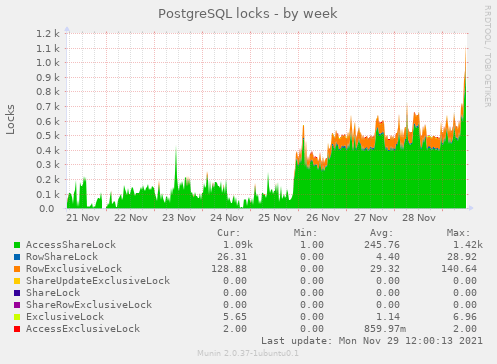 PostgreSQL locks - by week
RRDTOOL / TOBI OETIKER
Locks
1.2 k
1.1 k
1.0 k
0.9 k
0.8 k
0.7 k
0.6 k
0.5 k
0.4 k
0.3 k
0.2 k
0.1 k
0.0
21 Nov 22 Nov 23 Nov 24 Nov 25 Nov 26 Nov 27 Nov 28 Nov
Cur: Min: Avg: Max:
AccessShareLock 1.09k 1.00 245.76 1.42k
RowShareLock 26.31 0.00 4.40 28.92
RowExclusiveLock 128.88 0.00 29.32 140.64
ShareUpdateExclusiveLock 0.00 0.00 0.00 0.00
ShareLock 0.00 0.00 0.00 0.00
ShareRowExclusiveLock 0.00 0.00 0.00 0.00
ExclusiveLock 5.65 0.00 1.14 6.96
AccessExclusiveLock 2.00 0.00 859.97m 2.00
Last update: Mon Nov 29 12:00:13 2021
Munin 2.0.37-1ubuntu0.1